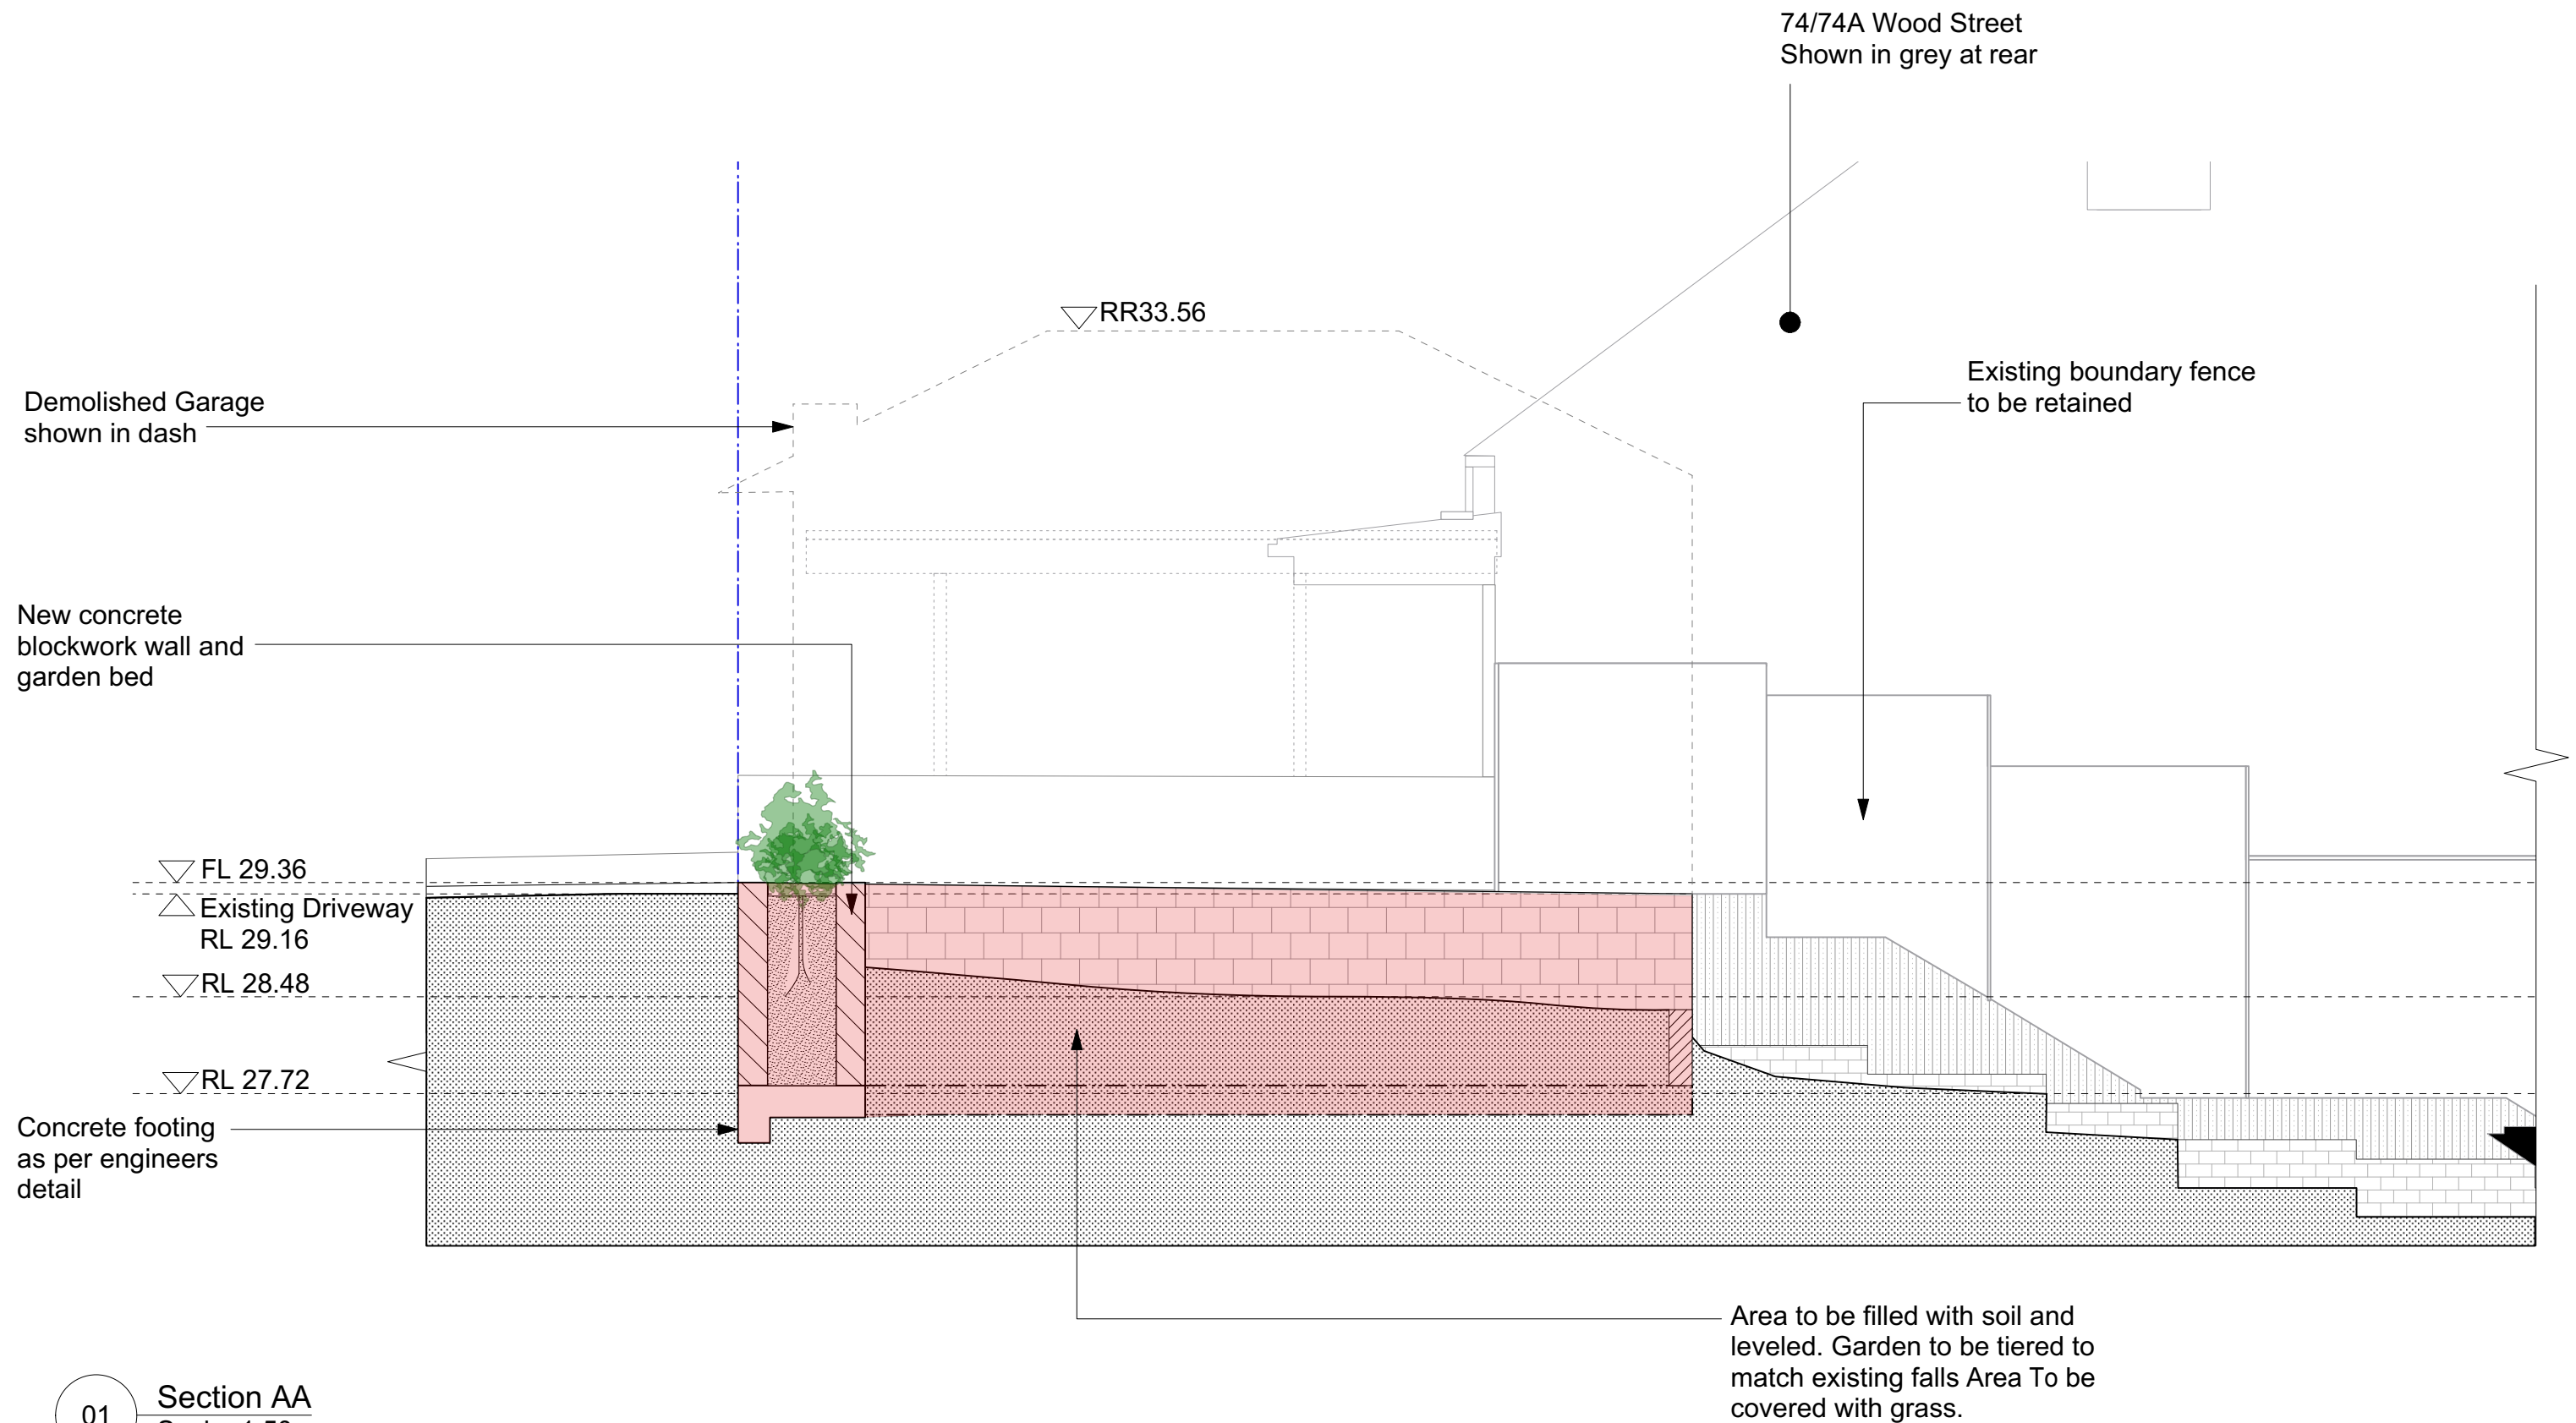 74/74A Wood Street
Shown in grey at rear
RR33.56
Existing boundary fence
to be retained
Demolished Garage
shown in dash
New concrete
blockwork wall and
garden bed
FL 29.36
Existing Driveway
RL 29.16
RL 28.48
RL 27.72
Concrete footing
as per engineers
detail
Area to be filled with soil and
leveled. Garden to be tiered to
match existing falls Area To be
covered with grass.
01
Section AA